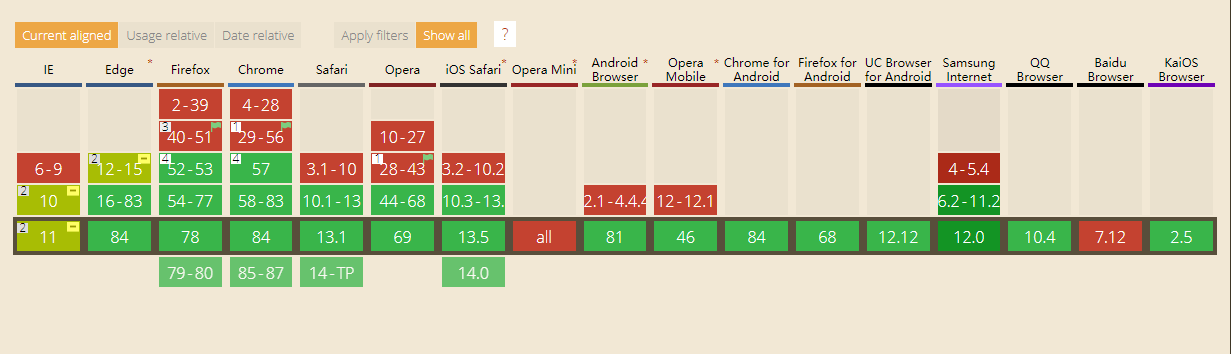 Current aligned Usage relative Date relative Apply filters Show all ?
IE Edge * Firefox Chrome Safari Opera iOS Safari * Opera Mini * Android Browser * Opera Mobile * Chrome for Android Firefox for Android UC Browser for Android Samsung Internet QQ Browser Baidu Browser KaiOS Browser
2-39 4-28
3 40-51 1 29-56 10-27
6-9 2 12-15 4 52-53 4 57 3.1-10 1 28-43 3.2-10.2 4-5.4
2 10 16-83 54-77 58-83 10.1-13 44-68 10.3-13. 2.1-4.4.4 12-12.1 6.2-11.2
2 11 84 78 84 13.1 69 13.5 all 81 46 84 68 12.12 12.0 10.4 7.12 2.5
79-80 85-87 14-TP 14.0